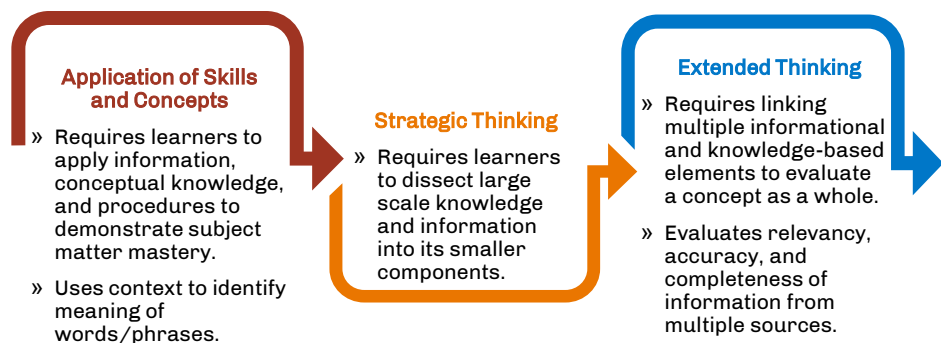 Application of Skills
and Concepts
» Requires learners to
apply information,
conceptual knowledge,
and procedures to
demonstrate subject
matter mastery.
» Uses context to identify
meaning of
words/phrases.
Strategic Thinking
» Requires learners
to dissect large
scale knowledge
and information
into its smaller
components.
Extended Thinking
» Requires linking
multiple informational
and knowledge-based
elements to evaluate
a concept as a whole.
» Evaluates relevancy,
accuracy, and
completeness of
information from
multiple sources.